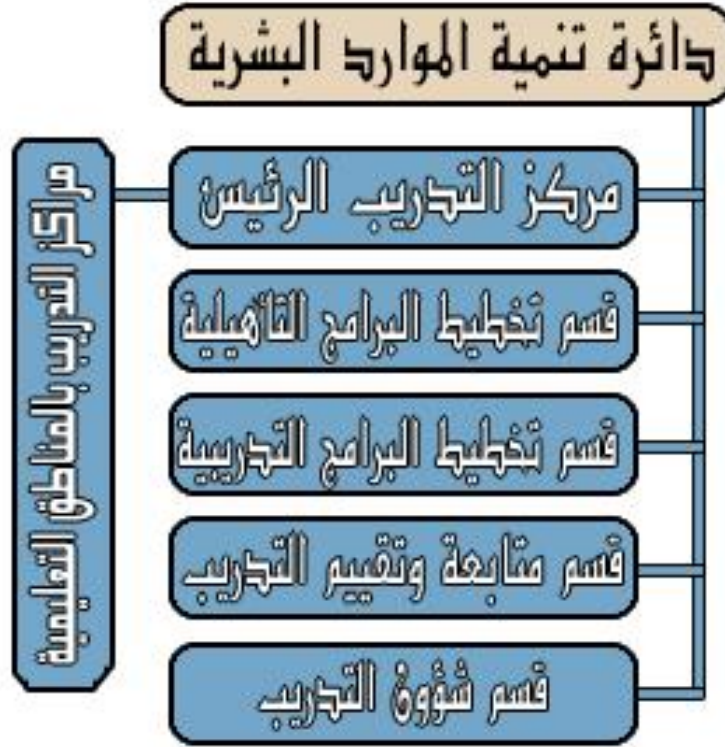 دائرة تنمية الموارد البشرية
مركز التدريب الرئيس
مراكز التدريب بالمناطق التعليمية
قسم تخطيط البرامج التأهيلية
قسم تخطيط البرامج التدريبية
قسم متابعة وتقييم التدريب
قسم شؤون التدريب